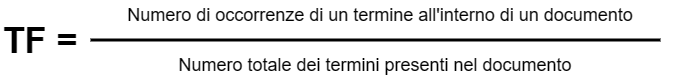 Numero di occorrenze di un termine all'interno di un documento
TF =
Numero totale dei termini presenti nel documento